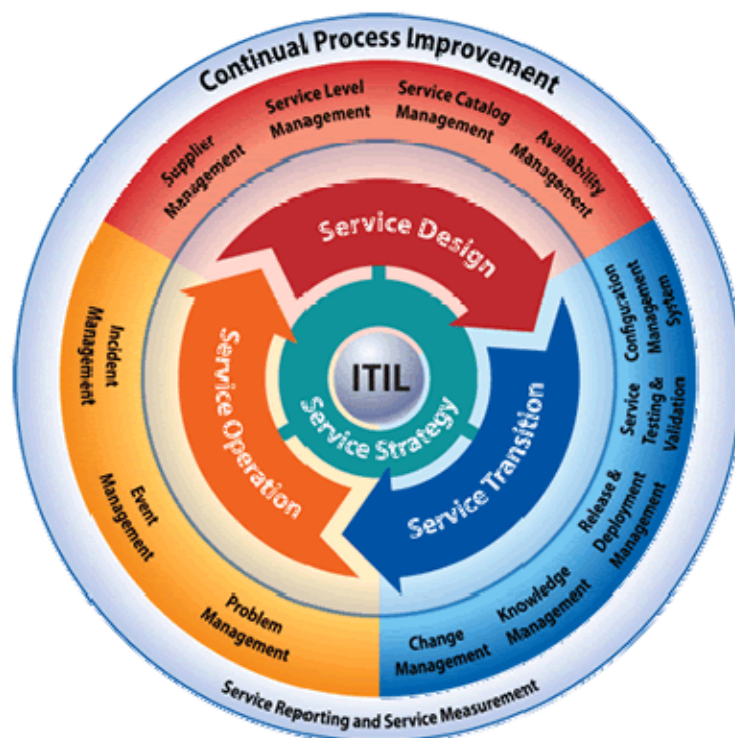 Continual Process Improvement
Supplier
Management
Service Level
Management
Service Catalog
Management
Availability
Management
Configuration
Management
System
Service
Testing &
Validation
Release &
Deployment
Management
Knowledge
Management
Change
Management
Problem
Management
Event
Management
Incident
Management
Service Design
Service Transition
Service Operation
Service Strategy
ITIL
Service Reporting and Service Measurement